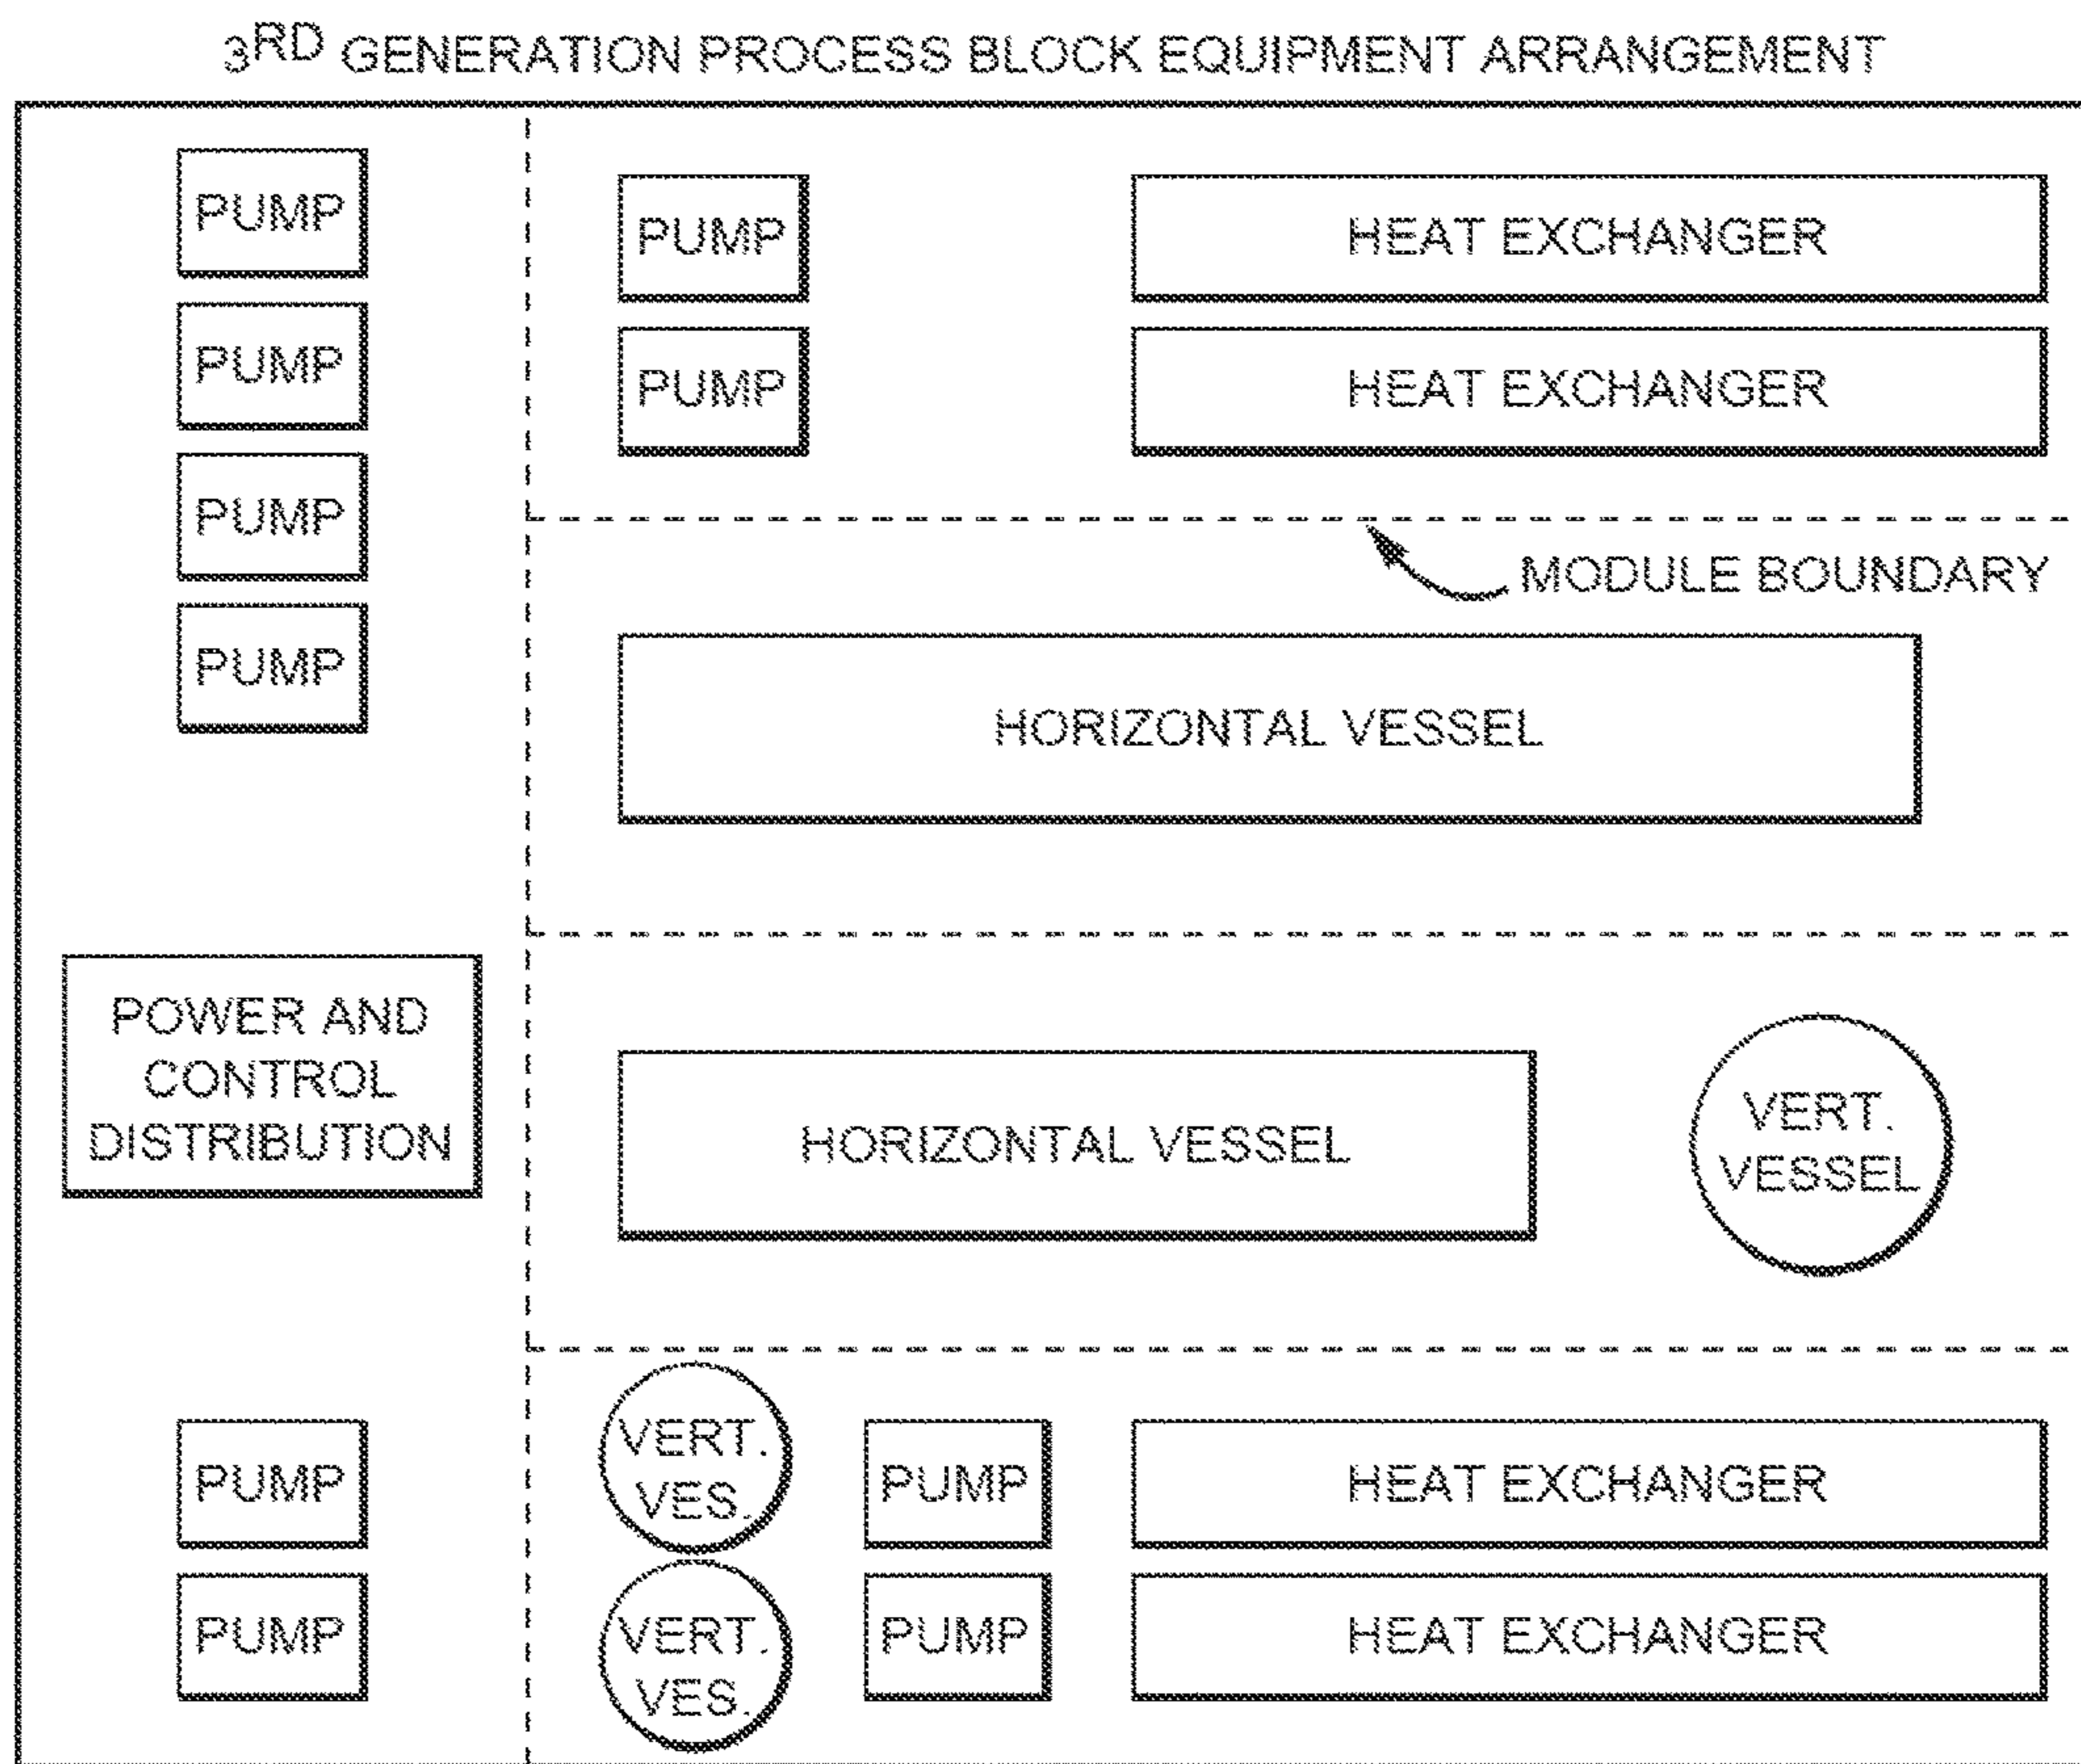 3RD GENERATION PROCESS BLOCK EQUIPMENT ARRANGEMENT
PUMP
PUMP
PUMP
PUMP
POWER AND
CONTROL
DISTRIBUTION
PUMP
PUMP
PUMP
HEAT EXCHANGER
PUMP
HEAT EXCHANGER
MODULE BOUNDARY
HORIZONTAL VESSEL
HORIZONTAL VESSEL
VERT.
VESSEL
VERT.
VES.
PUMP
HEAT EXCHANGER
VERT.
VES.
PUMP
HEAT EXCHANGER